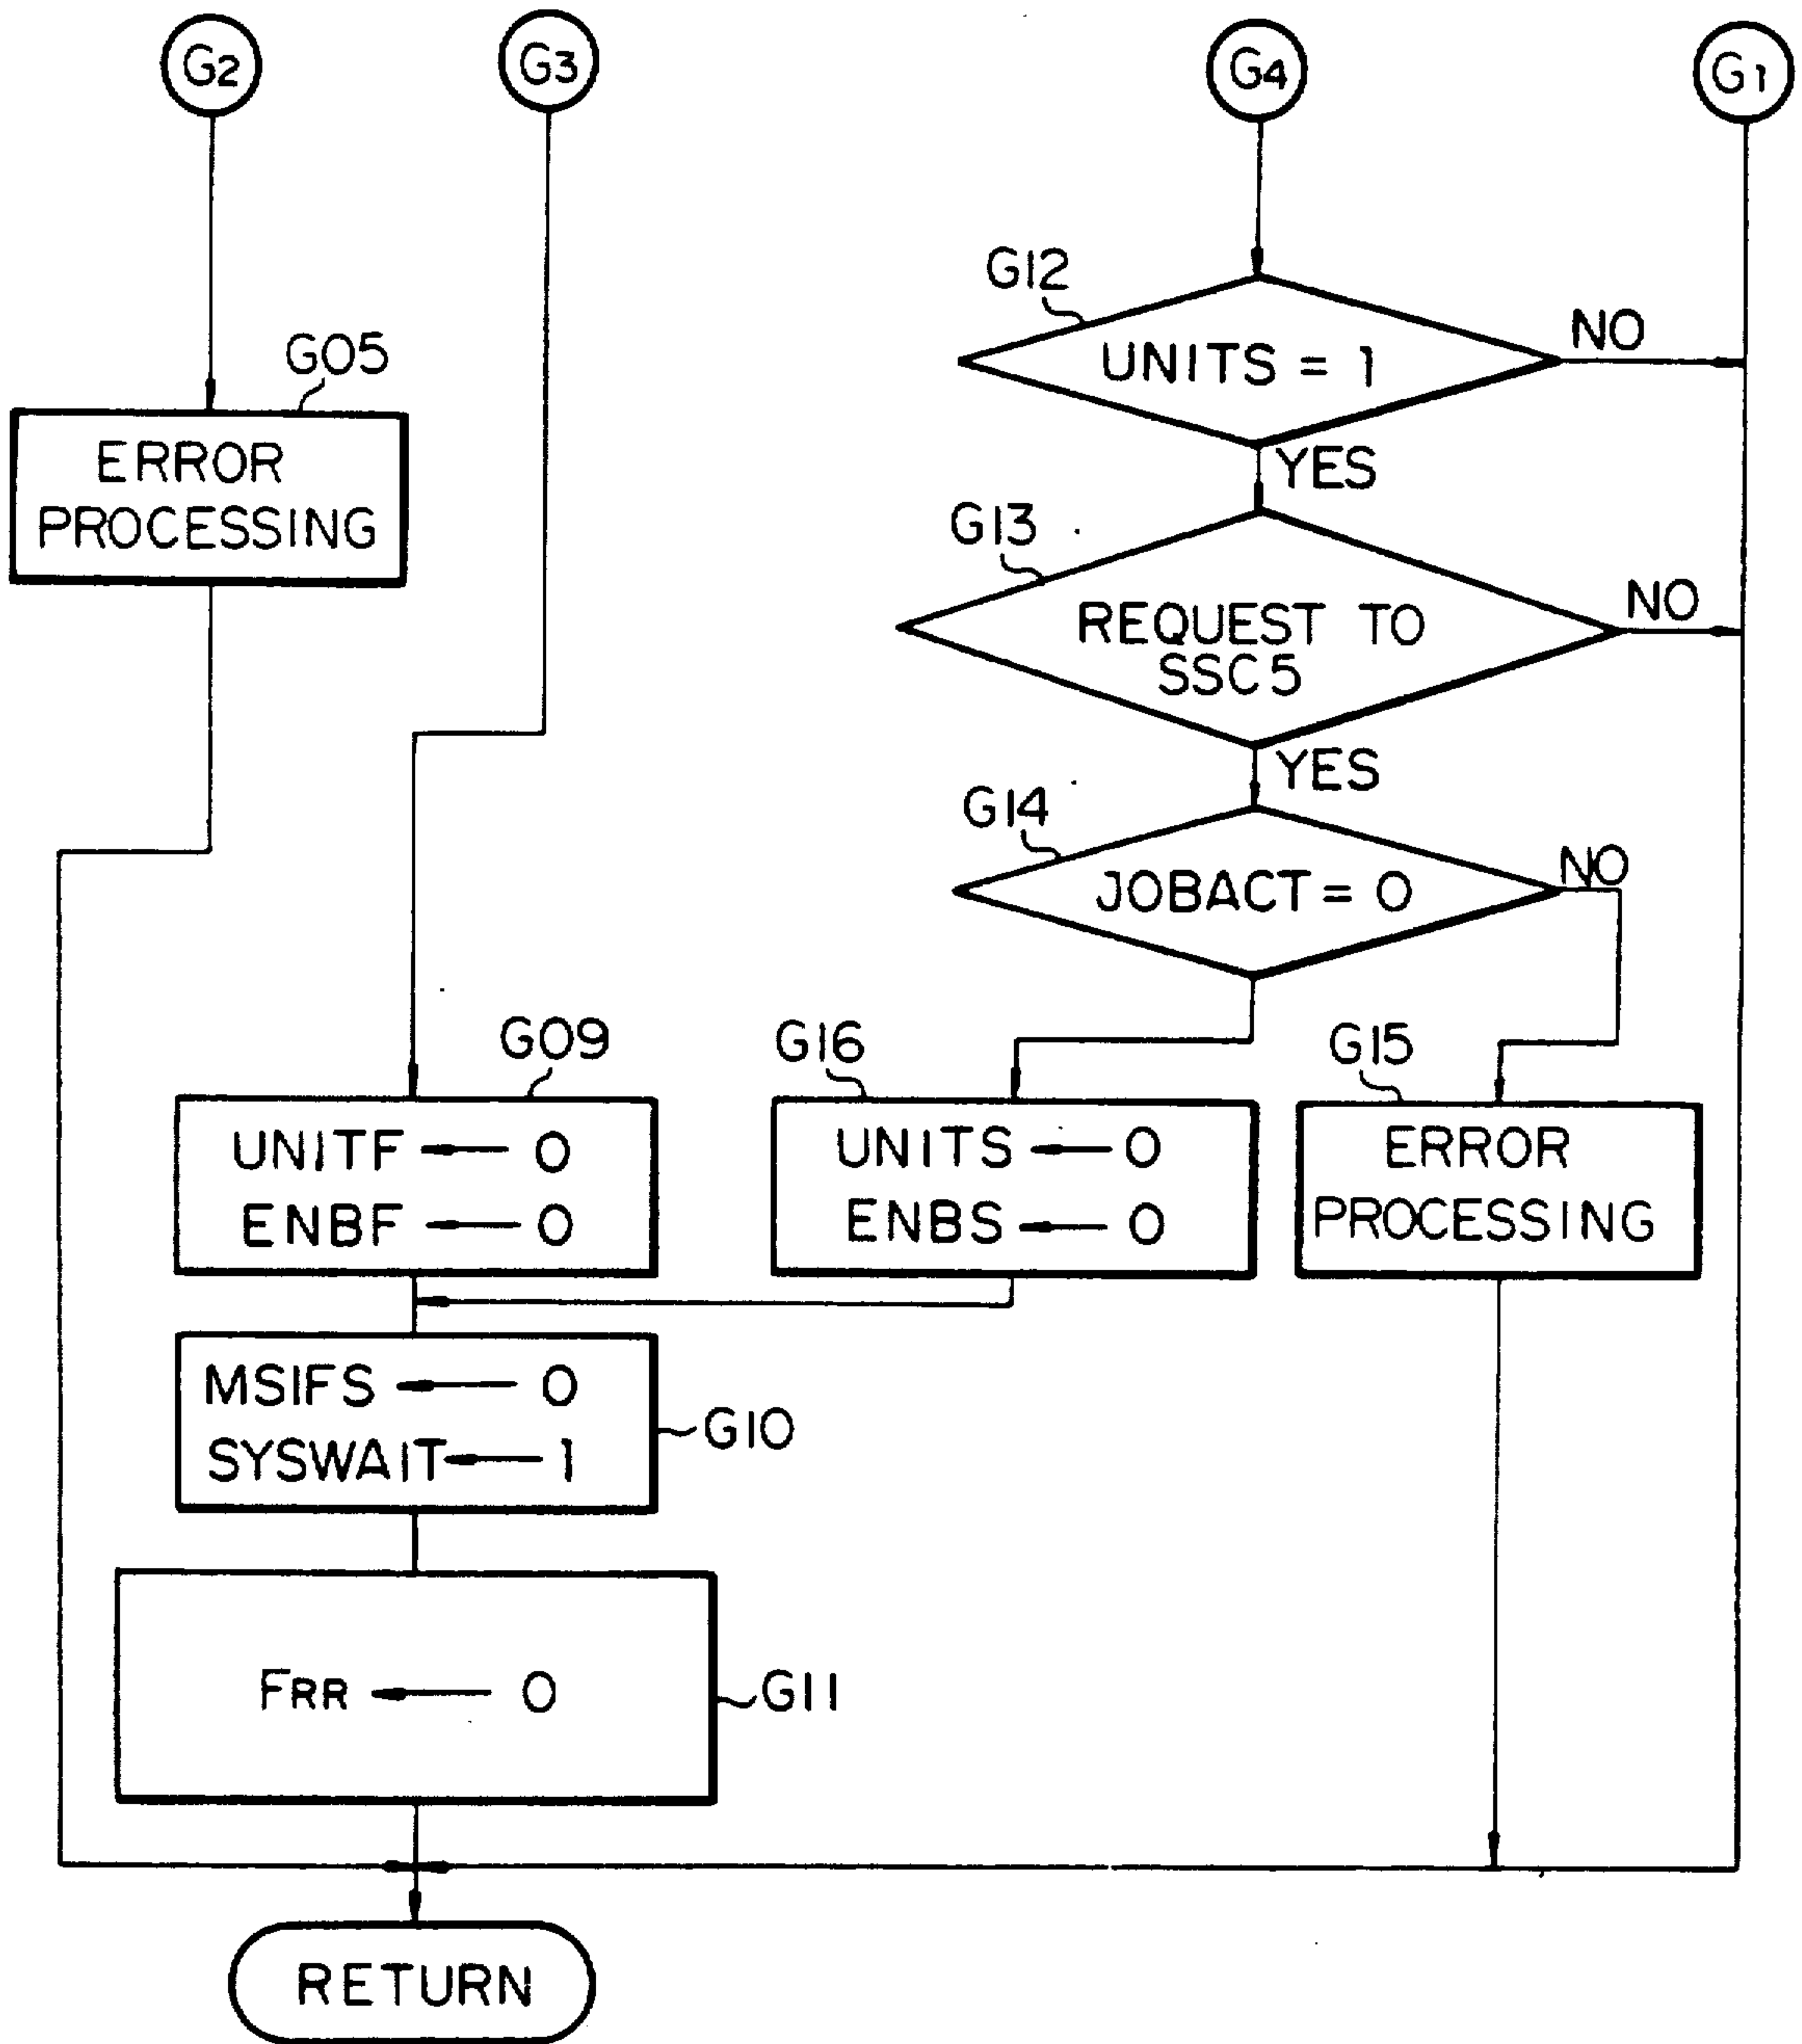 G2
G3
G4
G1
G12
UNITS = 1
NO
YES
G05
ERROR
PROCESSING
G13
REQUEST TO
SSC5
NO
YES
G14
JOBACT = 0
NO
G09
UNITF ← 0
ENBF ← 0
G16
UNITS ← 0
ENBS ← 0
G15
ERROR
PROCESSING
MSIFS ← 0
SYSWAIT ← 1
G10
FRR ← 0
G11
RETURN